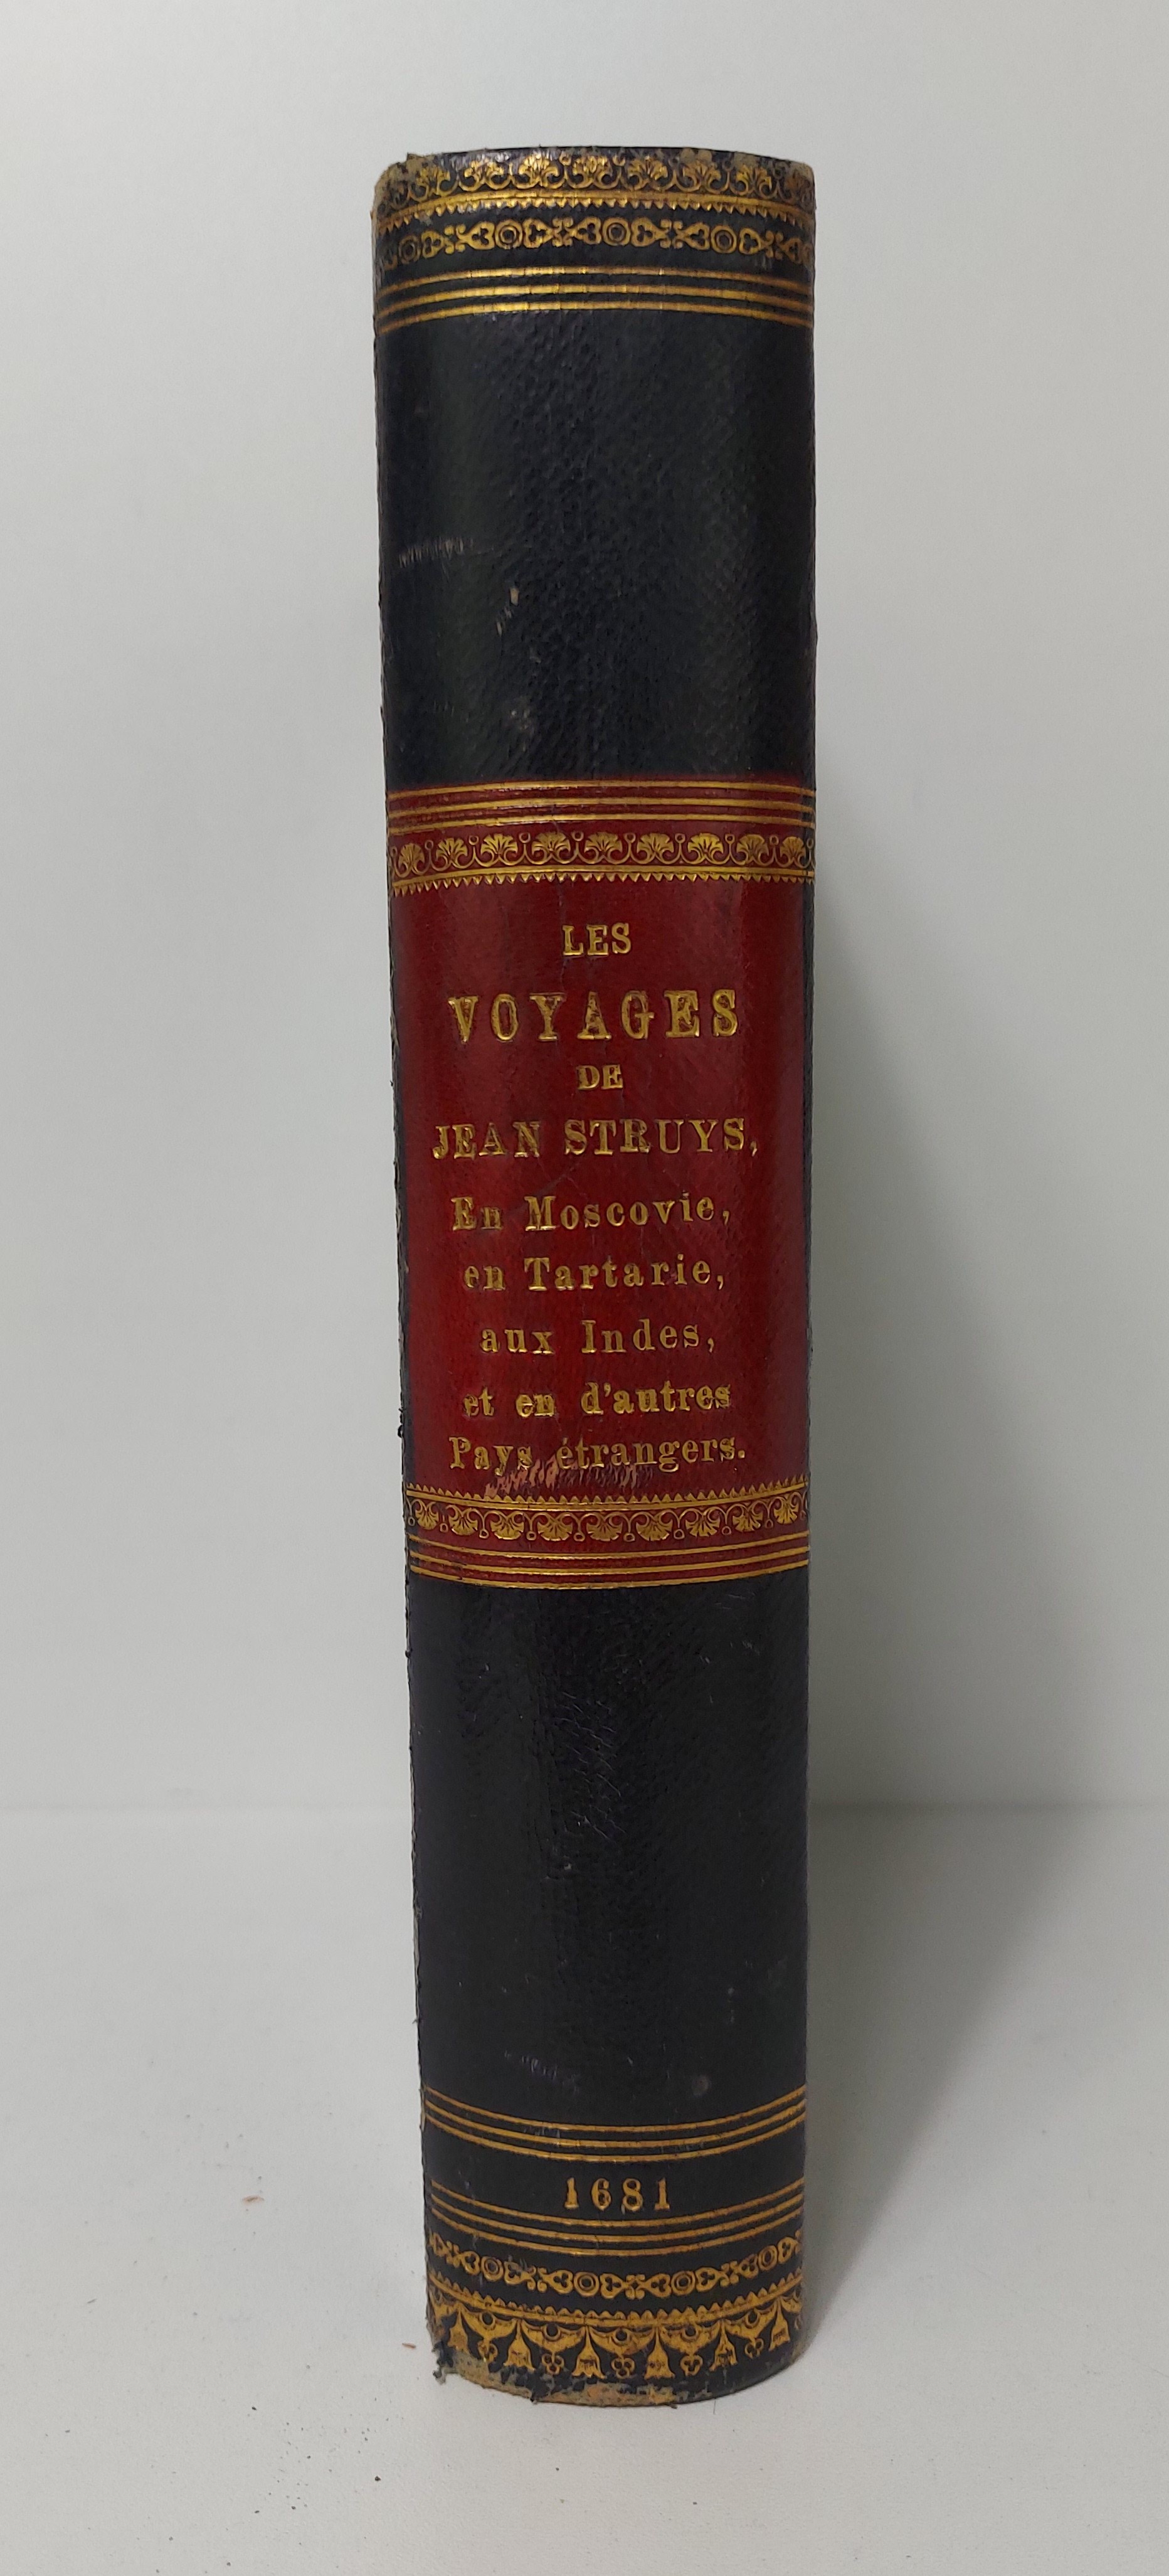 LES
VOYAGES
DE
JEAN STRUYS,
En Moscovie,
en Tartarie,
aux Indes,
et en d'autres
Pays étrangers.
1681